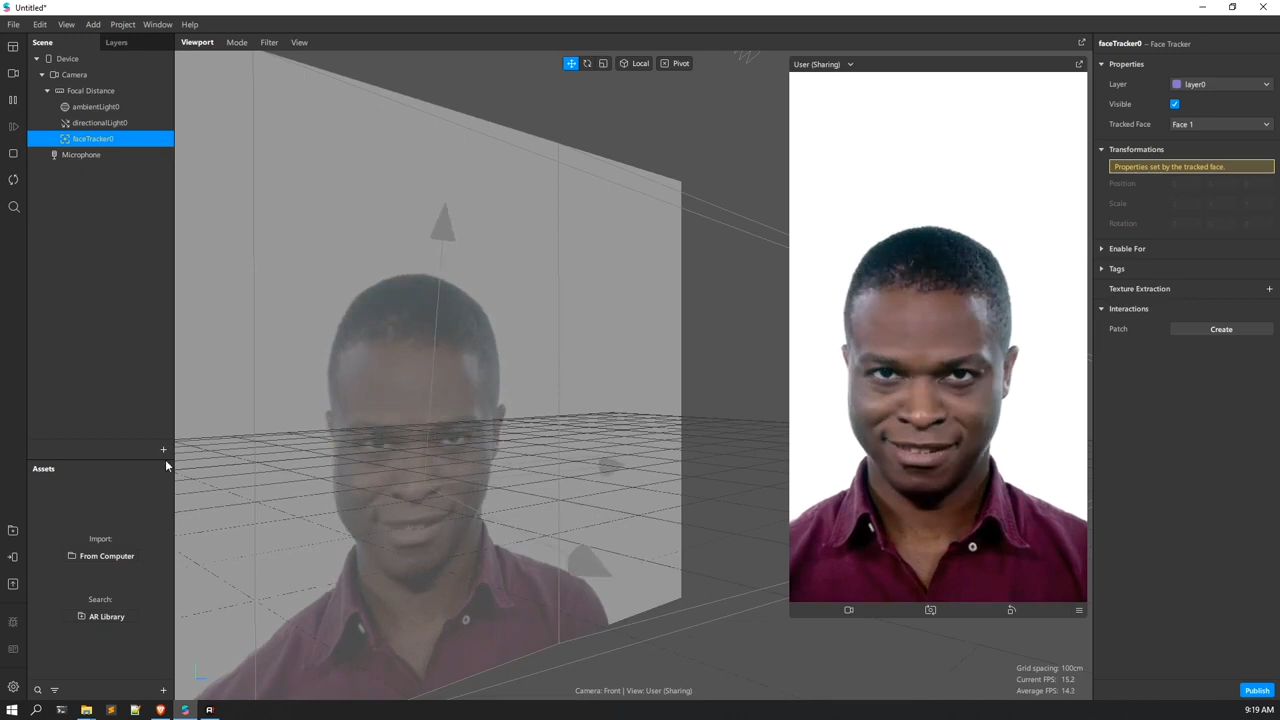 Untitled*
File Edit View Add Project Window Help
Scene Layers
Device
Camera
Focal Distance
ambientLight0
directionalLight0
faceTracker0
Microphone
Assets
Import:
From Computer
Search:
AR Library
Viewport Mode Filter View
Local Pivot
User (Sharing)
Camera: Front | View: User (Sharing)
Grid spacing: 100cm
Current FPS: 15.2
Average FPS: 14.3
faceTracker0 – Face Tracker
Properties
Layer layer0
Visible
Tracked Face Face 1
Transformations
Properties set by the tracked face.
Position
Scale
Rotation
Enable For
Tags
Texture Extraction
Interactions
Patch Create
Publish
9:19 AM